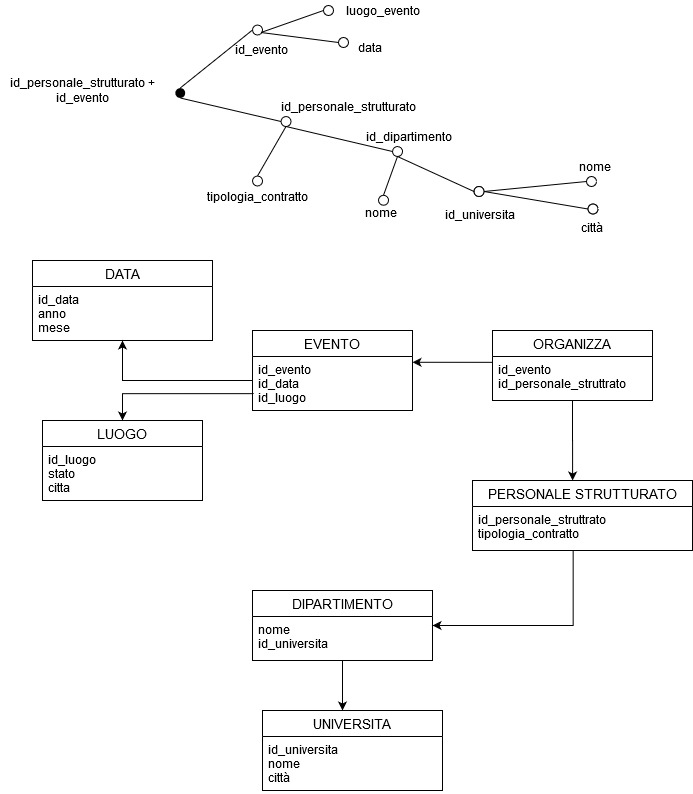 luogo_evento
id_evento
data
id_personale_strutturato +
id_evento
id_personale_strutturato
id_dipartimento
nome
tipologia_contratto
nome
id_universita
città
DATA
id_data
anno
mese
EVENTO
id_evento
id_data
id_luogo
ORGANIZZA
id_evento
id_personale_struttrato
LUOGO
id_luogo
stato
citta
PERSONALE STRUTTURATO
id_personale_struttrato
tipologia_contratto
DIPARTIMENTO
nome
id_universita
UNIVERSITA
id_universita
nome
città